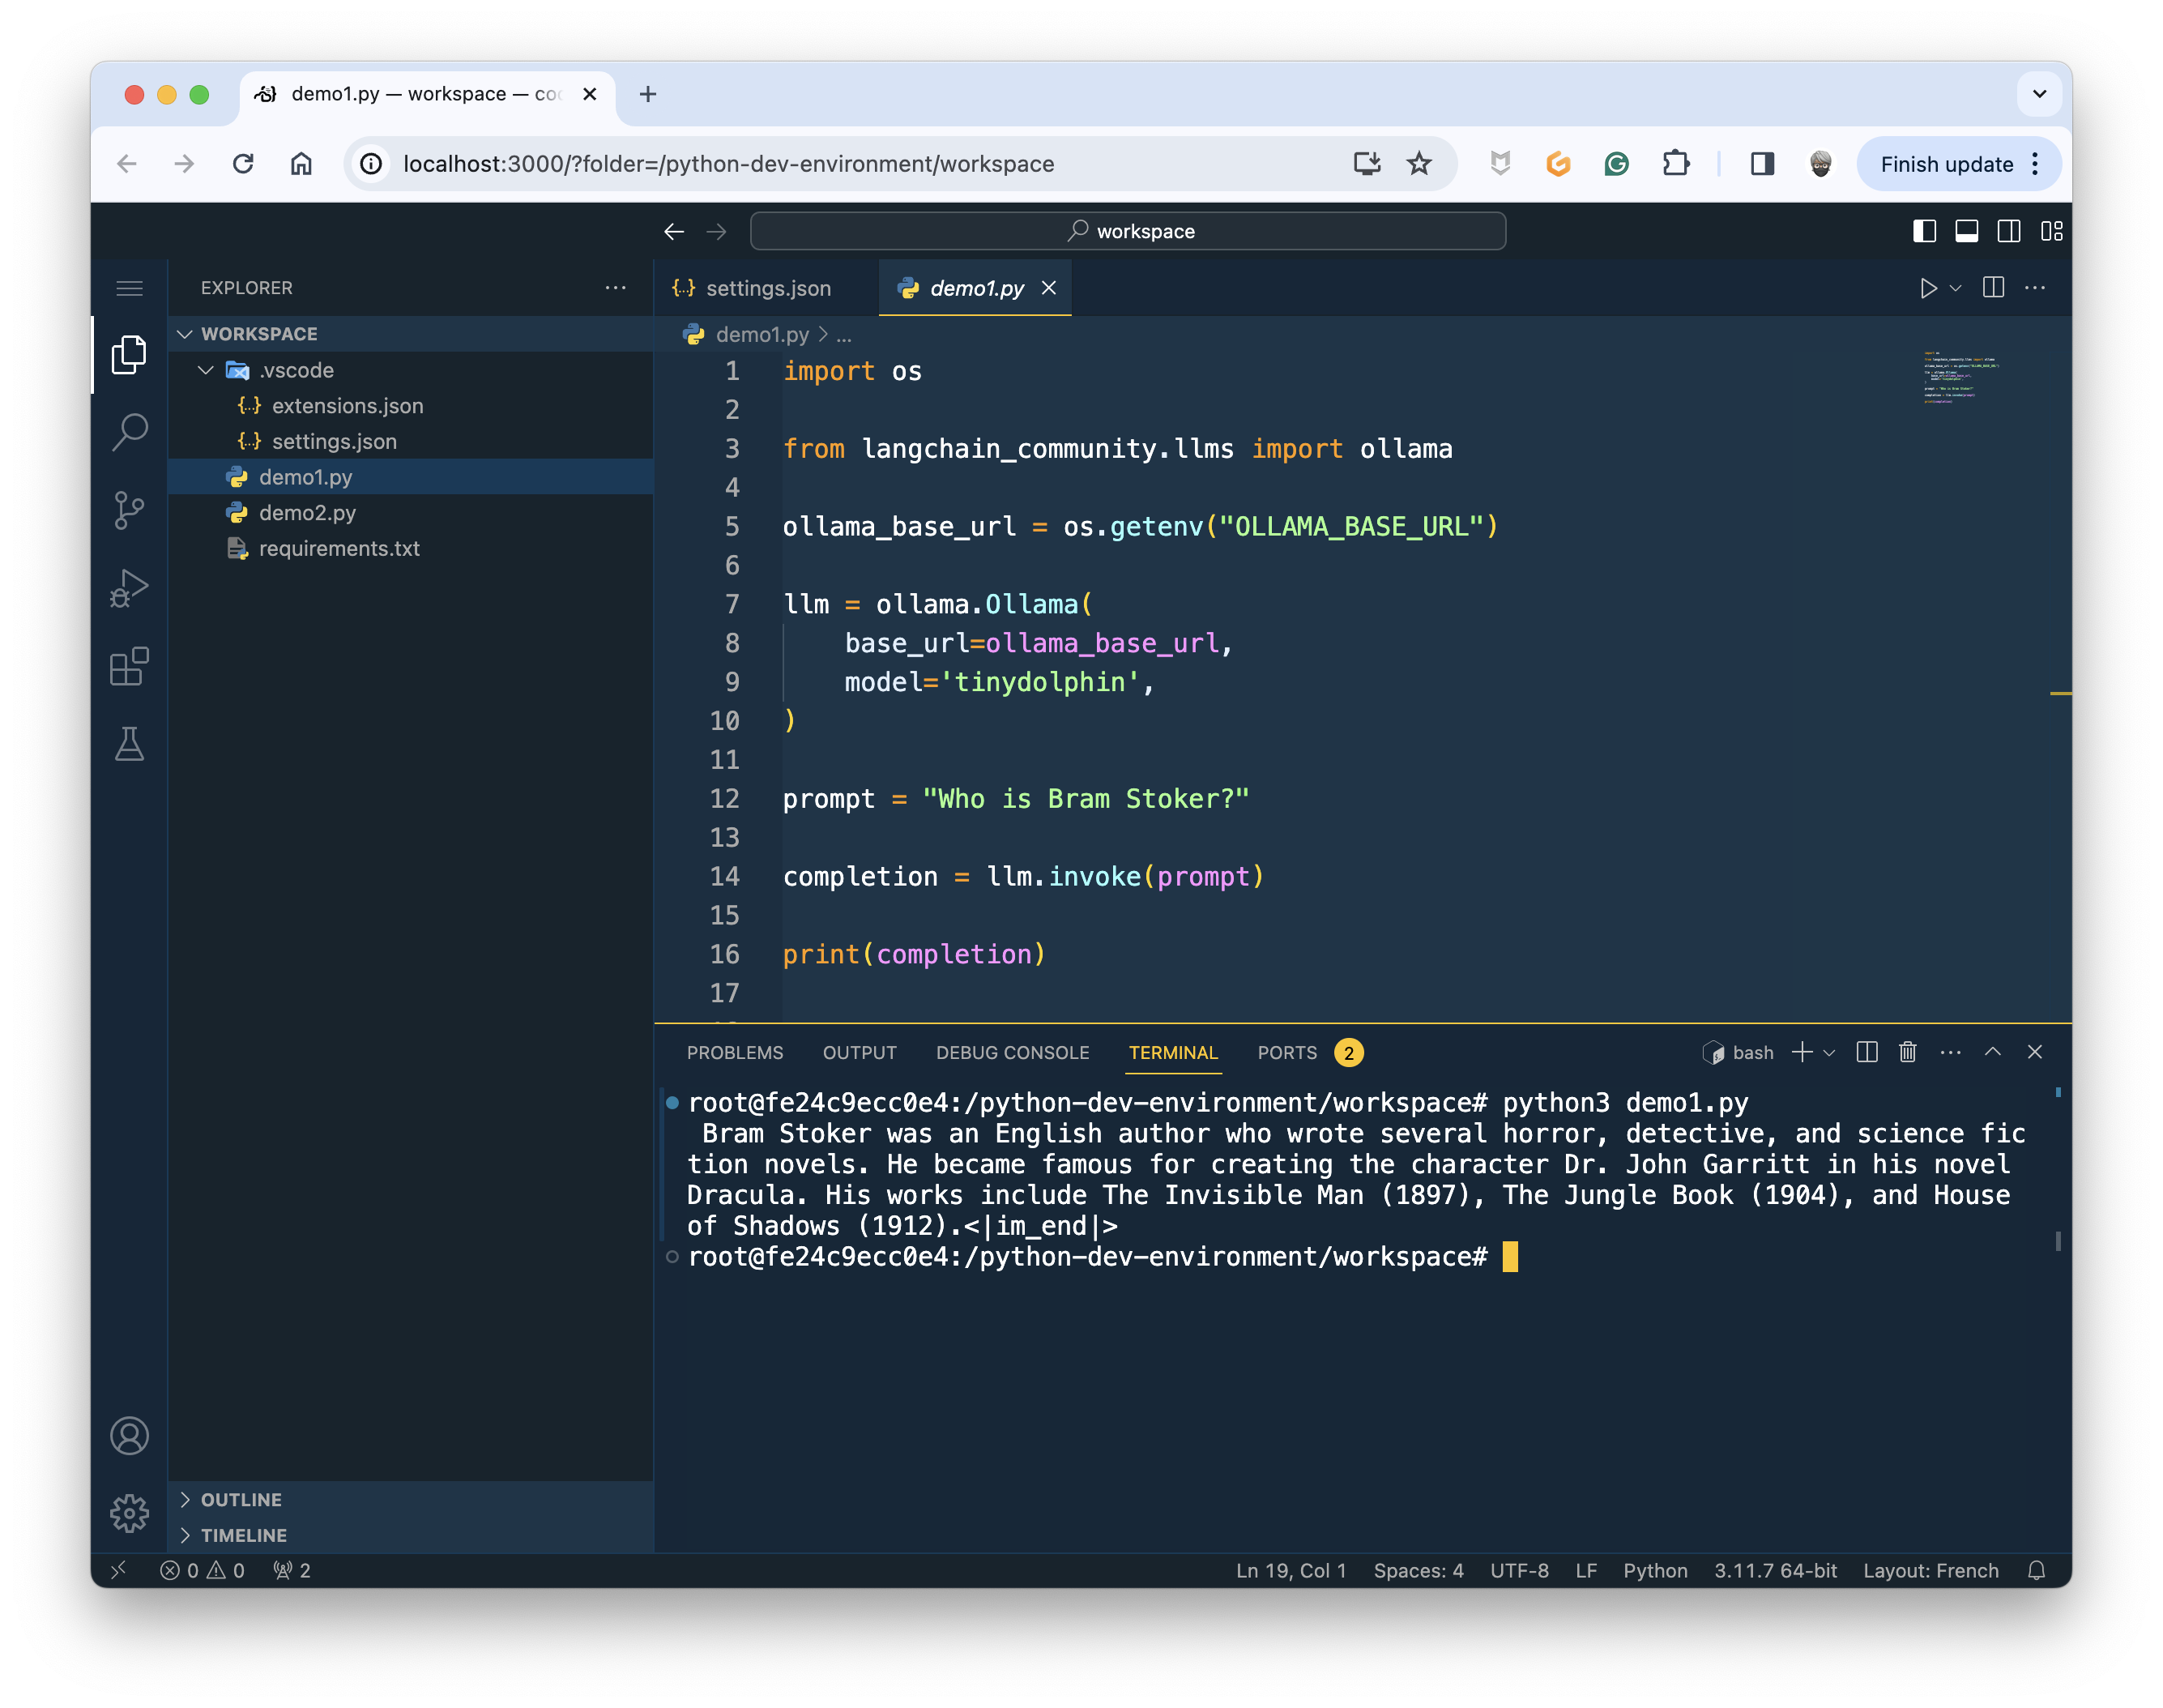 demo1.py — workspace — co
localhost:3000/?folder=/python-dev-environment/workspace
Finish update
workspace
EXPLORER
WORKSPACE
.vscode
extensions.json
settings.json
demo1.py
demo2.py
requirements.txt
OUTLINE
TIMELINE
settings.json
demo1.py
demo1.py > ...
1 import os
2
3 from langchain_community.llms import ollama
4
5 ollama_base_url = os.getenv("OLLAMA_BASE_URL")
6
7 llm = ollama.Ollama(
8     base_url=ollama_base_url,
9     model='tinydolphin',
10 )
11
12 prompt = "Who is Bram Stoker?"
13
14 completion = llm.invoke(prompt)
15
16 print(completion)
17
PROBLEMS OUTPUT DEBUG CONSOLE TERMINAL PORTS 2
bash
root@fe24c9ecc0e4:/python-dev-environment/workspace# python3 demo1.py
 Bram Stoker was an English author who wrote several horror, detective, and science fic
tion novels. He became famous for creating the character Dr. John Garritt in his novel
Dracula. His works include The Invisible Man (1897), The Jungle Book (1904), and House
of Shadows (1912).<|im_end|>
root@fe24c9ecc0e4:/python-dev-environment/workspace#
0 0 2 Ln 19, Col 1 Spaces: 4 UTF-8 LF Python 3.11.7 64-bit Layout: French